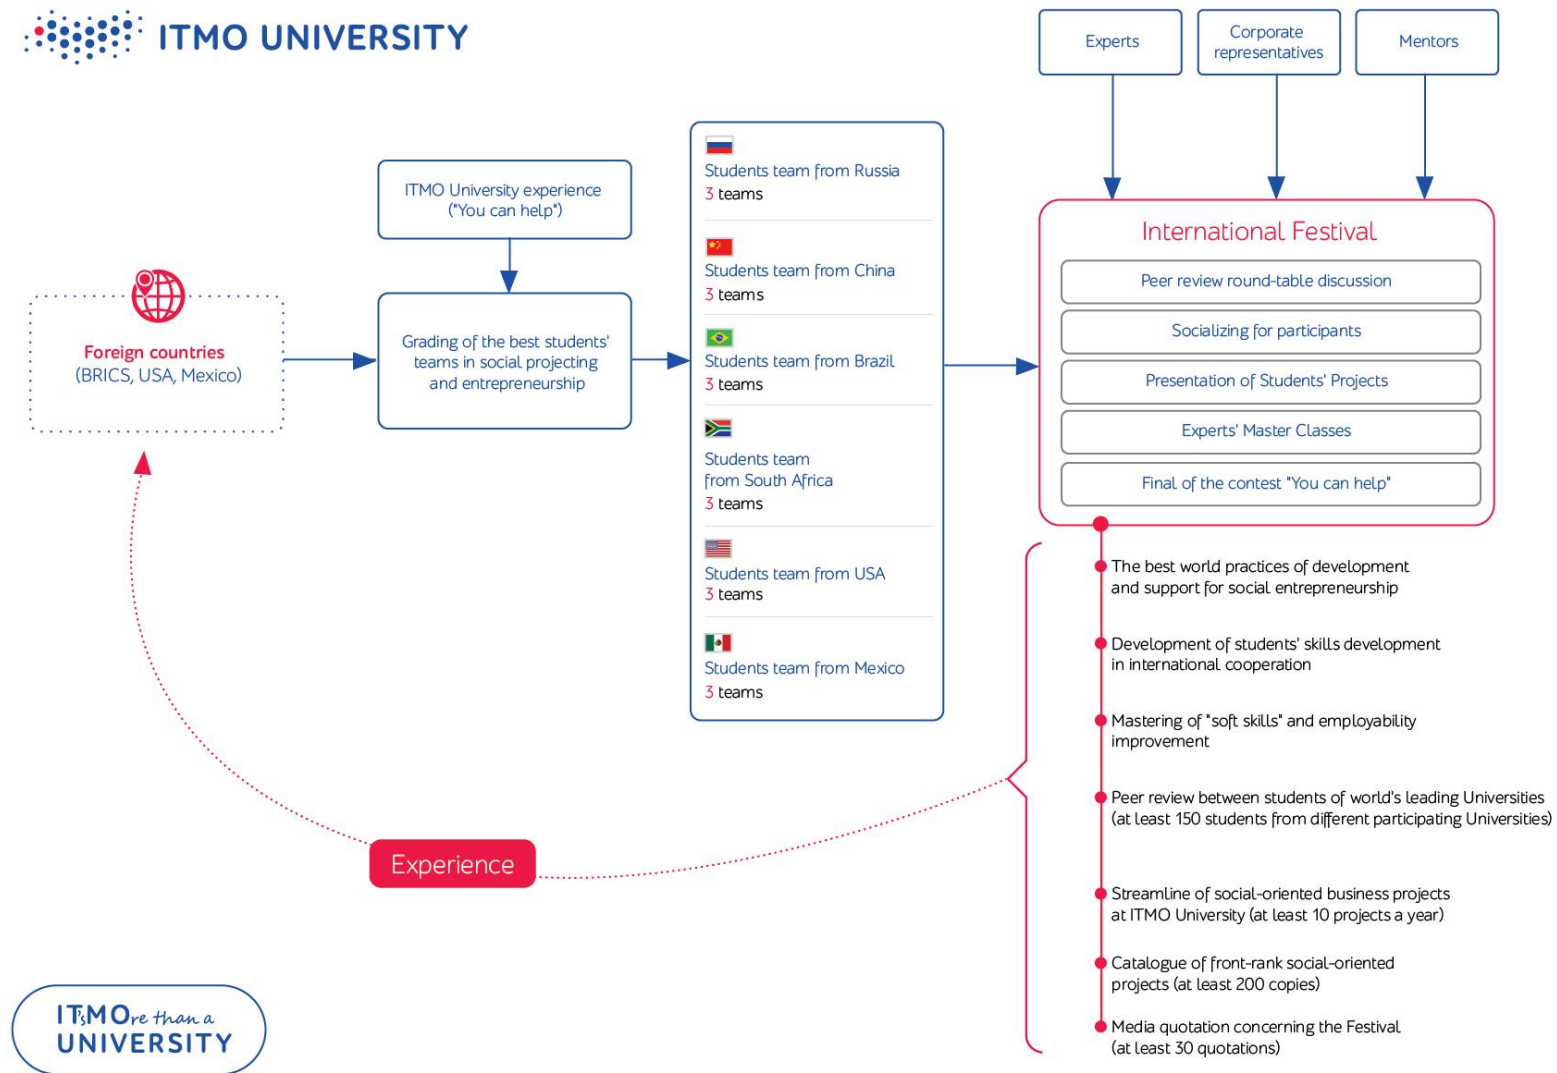 ITMO UNIVERSITY
Experts
Corporate
representatives
Mentors
ITMO University experience
("You can help")
Foreign countries
(BRICS, USA, Mexico)
Grading of the best students'
teams in social projecting
and entrepreneurship
Students team from Russia
3 teams
Students team from China
3 teams
Students team from Brazil
3 teams
Students team
from South Africa
3 teams
Students team from USA
3 teams
Students team from Mexico
3 teams
International Festival
Peer review round-table discussion
Socializing for participants
Presentation of Students' Projects
Experts' Master Classes
Final of the contest "You can help"
The best world practices of development
and support for social entrepreneurship
Development of students' skills development
in international cooperation
Mastering of "soft skills" and employability
improvement
Peer review between students of world's leading Universities
(at least 150 students from different participating Universities)
Streamline of social-oriented business projects
at ITMO University (at least 10 projects a year)
Catalogue of front-rank social-oriented
projects (at least 200 copies)
Media quotation concerning the Festival
(at least 30 quotations)
Experience
IT'sMOre than a
UNIVERSITY